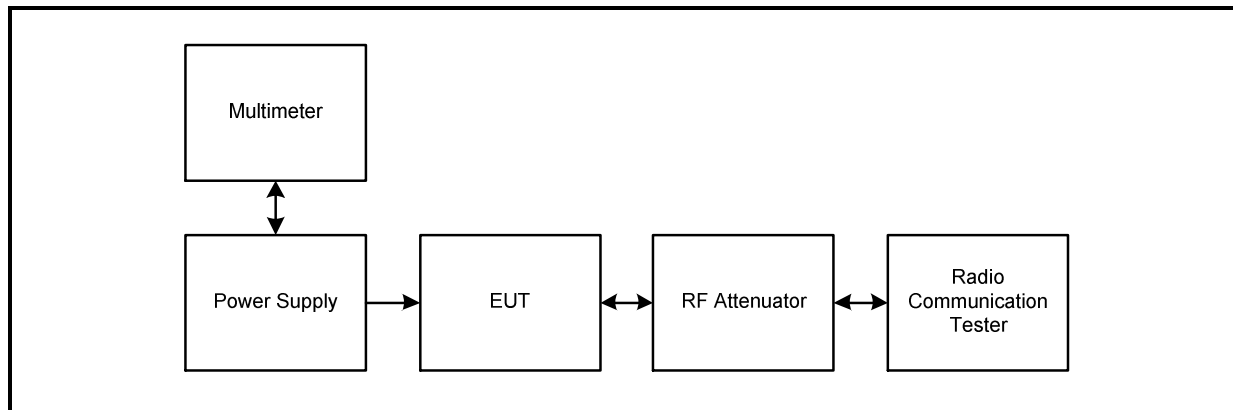 Multimeter
Power Supply
EUT
RF Attenuator
Radio
Communication
Tester